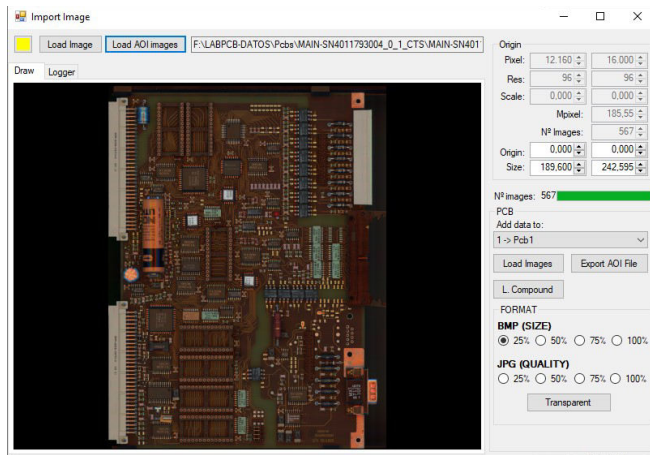 Import Image
Load Image
Load AOI images
F:\LABPCB-DATOS\Pcbs\MAIN-SN4011793004_0_1_CTS\MAIN-SN401
Draw
Logger
Origin
Pixel: 12.160 16.000
Res: 96 96
Scale: 0,000 0,000
Mpixel: 185,55
Nº Images: 567
Origin: 0,000 0,000
Size: 189,600 242,595
Nº images: 567
PCB
Add data to:
1 -> Pcb1
Load Images
Export AOI File
L. Compound
FORMAT
BMP (SIZE)
25% 50% 75% 100%
JPG (QUALITY)
25% 50% 75% 100%
Transparent